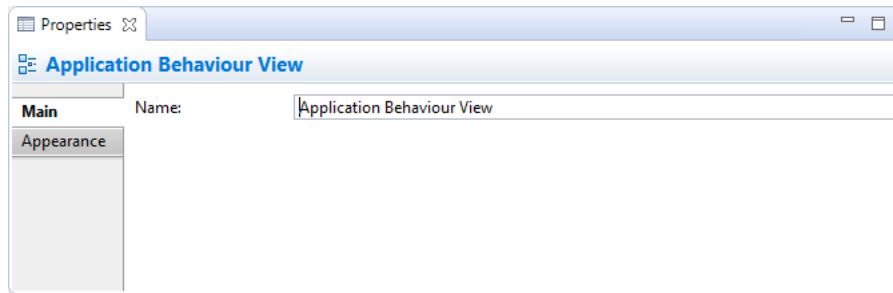 Properties
Application Behaviour View
Main
Name:
Application Behaviour View
Appearance